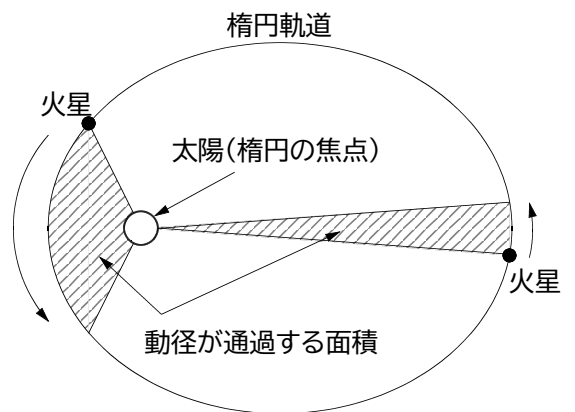 楕円軌道
火星
太陽(楕円の焦点)
火星
動径が通過する面積